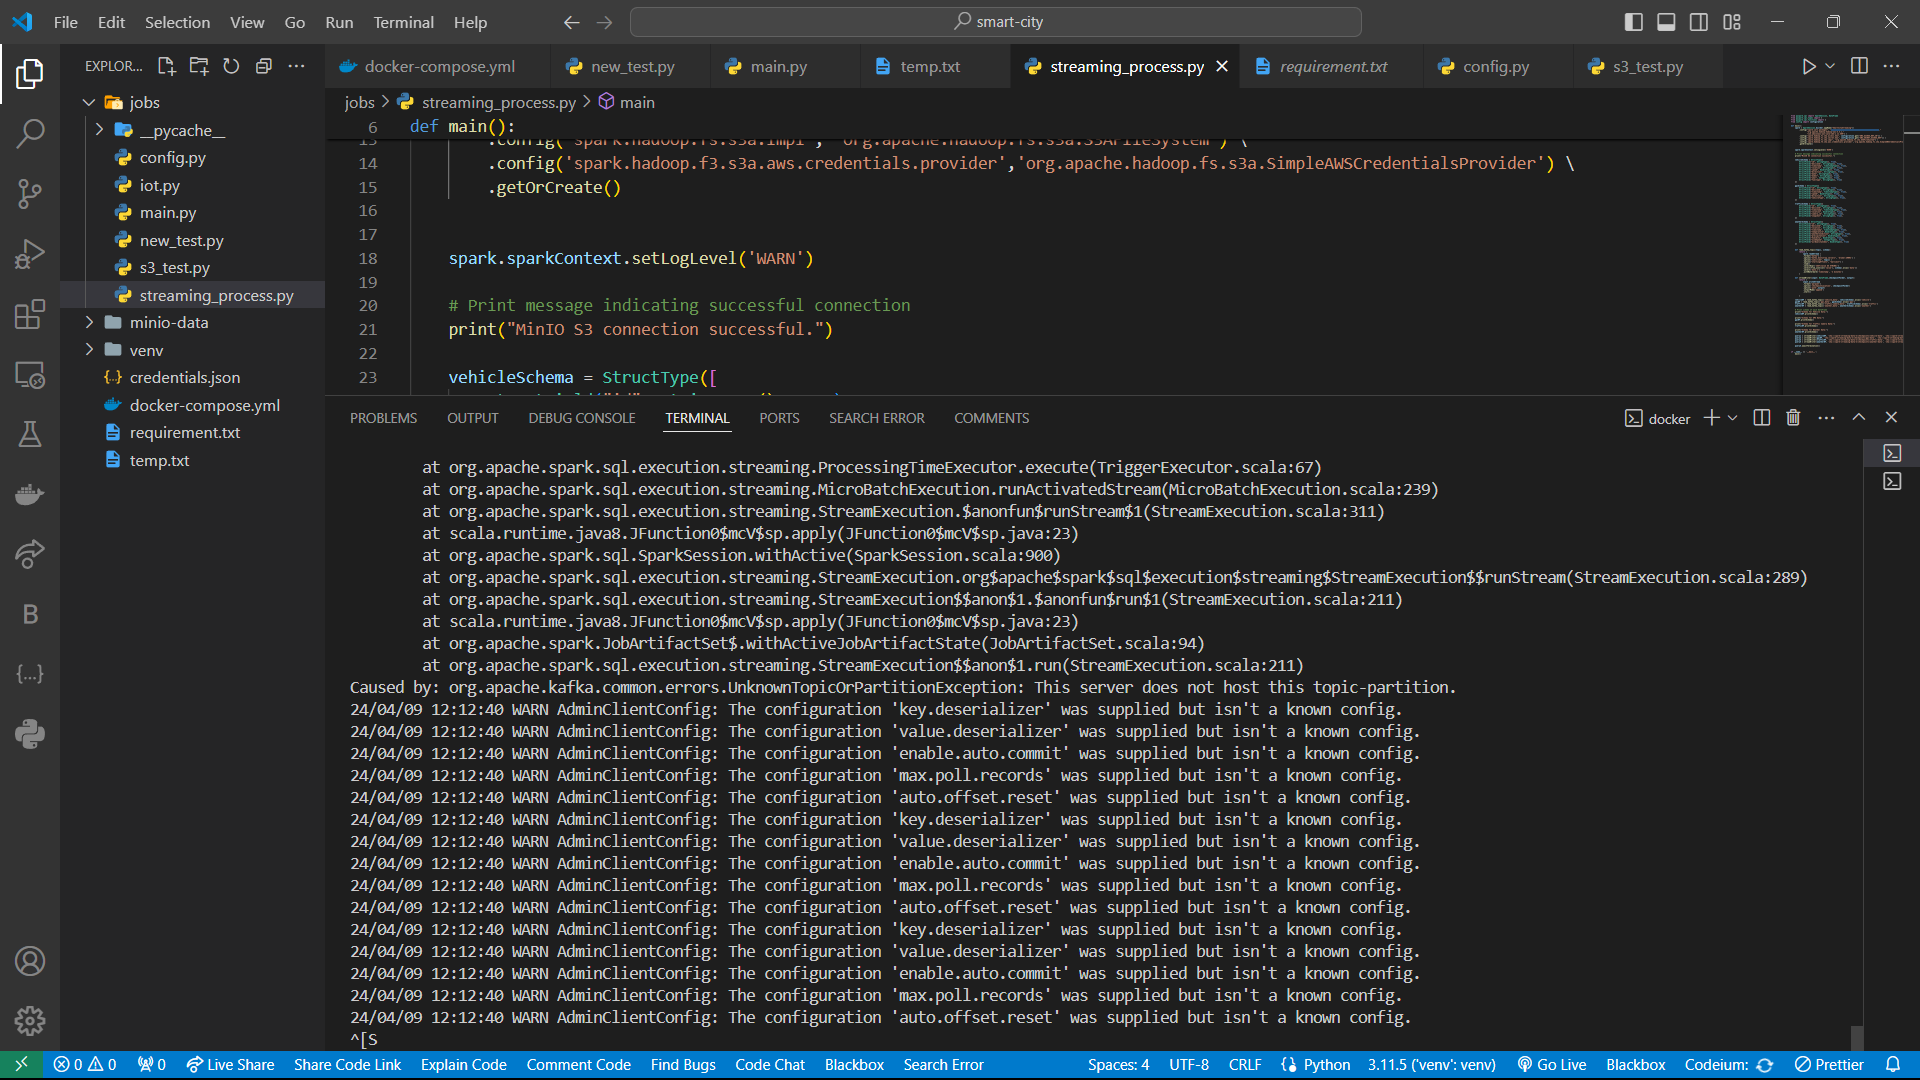 File Edit Selection View Go Run Terminal Help
smart-city
EXPLOR...
docker-compose.yml
new_test.py
main.py
temp.txt
streaming_process.py
requirement.txt
config.py
s3_test.py
jobs
__pycache__
config.py
iot.py
main.py
new_test.py
s3_test.py
streaming_process.py
minio-data
venv
credentials.json
docker-compose.yml
requirement.txt
temp.txt
jobs > streaming_process.py > main
6 def main():
14 .config('spark.hadoop.f3.s3a.aws.credentials.provider','org.apache.hadoop.fs.s3a.SimpleAWSCredentialsProvider') \
15 .getOrCreate()
16
17
18 spark.sparkContext.setLogLevel('WARN')
19
20 # Print message indicating successful connection
21 print("MinIO S3 connection successful.")
22
23 vehicleSchema = StructType([
PROBLEMS OUTPUT DEBUG CONSOLE TERMINAL PORTS SEARCH ERROR COMMENTS
docker
at org.apache.spark.sql.execution.streaming.ProcessingTimeExecutor.execute(TriggerExecutor.scala:67)
at org.apache.spark.sql.execution.streaming.MicroBatchExecution.runActivatedStream(MicroBatchExecution.scala:239)
at org.apache.spark.sql.execution.streaming.StreamExecution.$anonfun$runStream$1(StreamExecution.scala:311)
at scala.runtime.java8.JFunction0$mcV$sp.apply(JFunction0$mcV$sp.java:23)
at org.apache.spark.sql.SparkSession.withActive(SparkSession.scala:900)
at org.apache.spark.sql.execution.streaming.StreamExecution.org$apache$spark$sql$execution$streaming$StreamExecution$$runStream(StreamExecution.scala:289)
at org.apache.spark.sql.execution.streaming.StreamExecution$$anon$1.$anonfun$run$1(StreamExecution.scala:211)
at scala.runtime.java8.JFunction0$mcV$sp.apply(JFunction0$mcV$sp.java:23)
at org.apache.spark.JobArtifactSet$.withActiveJobArtifactState(JobArtifactSet.scala:94)
at org.apache.spark.sql.execution.streaming.StreamExecution$$anon$1.run(StreamExecution.scala:211)
Caused by: org.apache.kafka.common.errors.UnknownTopicOrPartitionException: This server does not host this topic-partition.
24/04/09 12:12:40 WARN AdminClientConfig: The configuration 'key.deserializer' was supplied but isn't a known config.
24/04/09 12:12:40 WARN AdminClientConfig: The configuration 'value.deserializer' was supplied but isn't a known config.
24/04/09 12:12:40 WARN AdminClientConfig: The configuration 'enable.auto.commit' was supplied but isn't a known config.
24/04/09 12:12:40 WARN AdminClientConfig: The configuration 'max.poll.records' was supplied but isn't a known config.
24/04/09 12:12:40 WARN AdminClientConfig: The configuration 'auto.offset.reset' was supplied but isn't a known config.
24/04/09 12:12:40 WARN AdminClientConfig: The configuration 'key.deserializer' was supplied but isn't a known config.
24/04/09 12:12:40 WARN AdminClientConfig: The configuration 'value.deserializer' was supplied but isn't a known config.
24/04/09 12:12:40 WARN AdminClientConfig: The configuration 'enable.auto.commit' was supplied but isn't a known config.
24/04/09 12:12:40 WARN AdminClientConfig: The configuration 'max.poll.records' was supplied but isn't a known config.
24/04/09 12:12:40 WARN AdminClientConfig: The configuration 'auto.offset.reset' was supplied but isn't a known config.
24/04/09 12:12:40 WARN AdminClientConfig: The configuration 'key.deserializer' was supplied but isn't a known config.
24/04/09 12:12:40 WARN AdminClientConfig: The configuration 'value.deserializer' was supplied but isn't a known config.
24/04/09 12:12:40 WARN AdminClientConfig: The configuration 'enable.auto.commit' was supplied but isn't a known config.
24/04/09 12:12:40 WARN AdminClientConfig: The configuration 'max.poll.records' was supplied but isn't a known config.
24/04/09 12:12:40 WARN AdminClientConfig: The configuration 'auto.offset.reset' was supplied but isn't a known config.
^[S
0 0 0 Live Share Share Code Link Explain Code Comment Code Find Bugs Code Chat Blackbox Search Error Spaces: 4 UTF-8 CRLF Python 3.11.5 ('venv': venv) Go Live Blackbox Codeium: Prettier